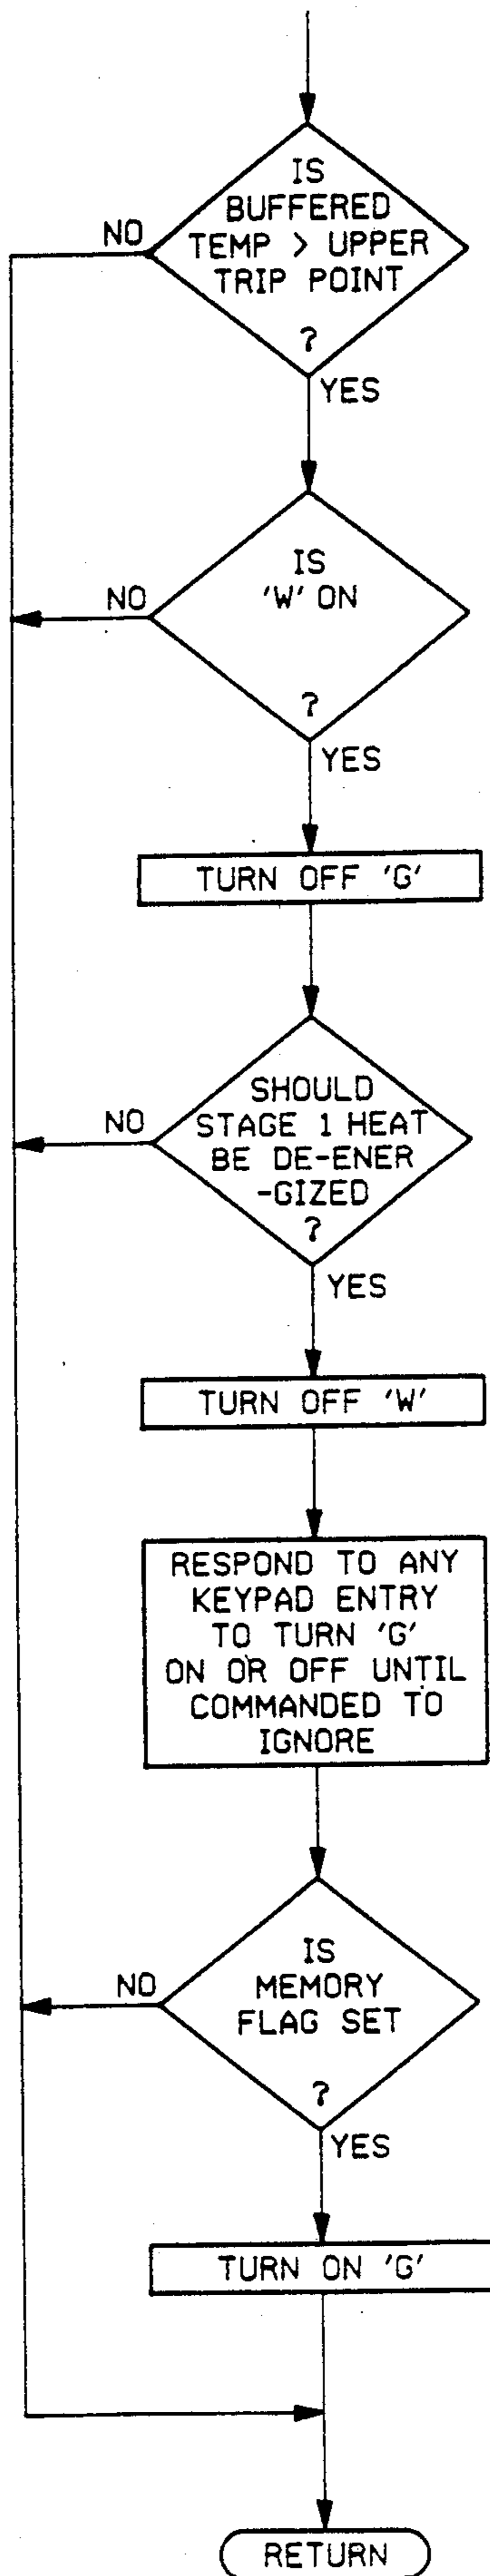 IS
BUFFERED
TEMP > UPPER
TRIP POINT
?
NO
YES
IS
'W' ON
?
NO
YES
TURN OFF 'G'
SHOULD
STAGE 1 HEAT
BE DE-ENER
-GIZED
?
NO
YES
TURN OFF 'W'
RESPOND TO ANY
KEYPAD ENTRY
TO TURN 'G'
ON OR OFF UNTIL
COMMANDED TO
IGNORE
IS
MEMORY
FLAG SET
?
NO
YES
TURN ON 'G'
RETURN